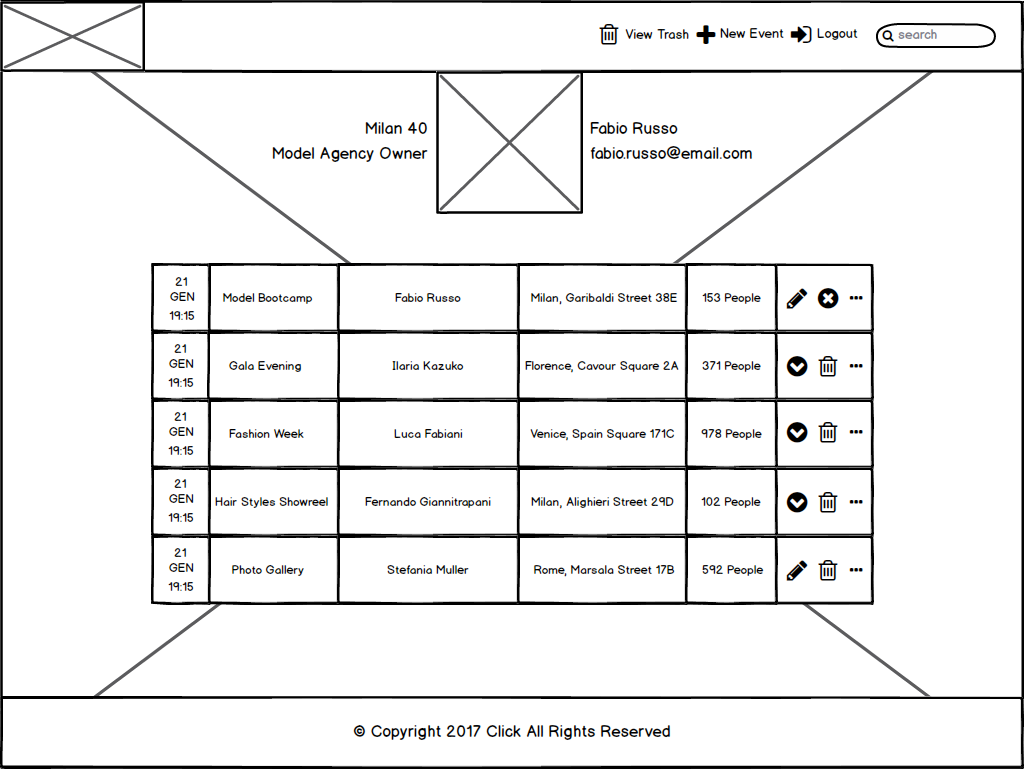 View Trash New Event Logout search
Milan 40
Model Agency Owner
Fabio Russo
fabio.russo@email.com
21
GEN
19:15
Model Bootcamp
Fabio Russo
Milan, Garibaldi Street 38E
153 People
21
GEN
19:15
Gala Evening
Ilaria Kazuko
Florence, Cavour Square 2A
371 People
21
GEN
19:15
Fashion Week
Luca Fabiani
Venice, Spain Square 171C
978 People
21
GEN
19:15
Hair Styles Showreel
Fernando Giannitrapani
Milan, Alighieri Street 29D
102 People
21
GEN
19:15
Photo Gallery
Stefania Muller
Rome, Marsala Street 17B
592 People
© Copyright 2017 Click All Rights Reserved